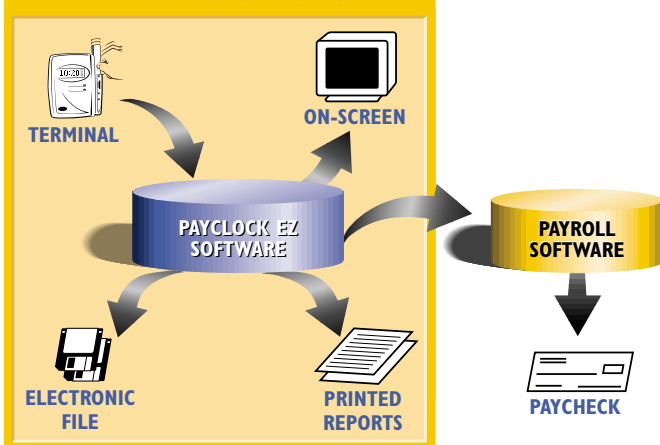 10:20
TERMINAL
ON-SCREEN
PAYCLOCK EZ
SOFTWARE
PAYROLL
SOFTWARE
ELECTRONIC
FILE
PRINTED
REPORTS
PAYCHECK